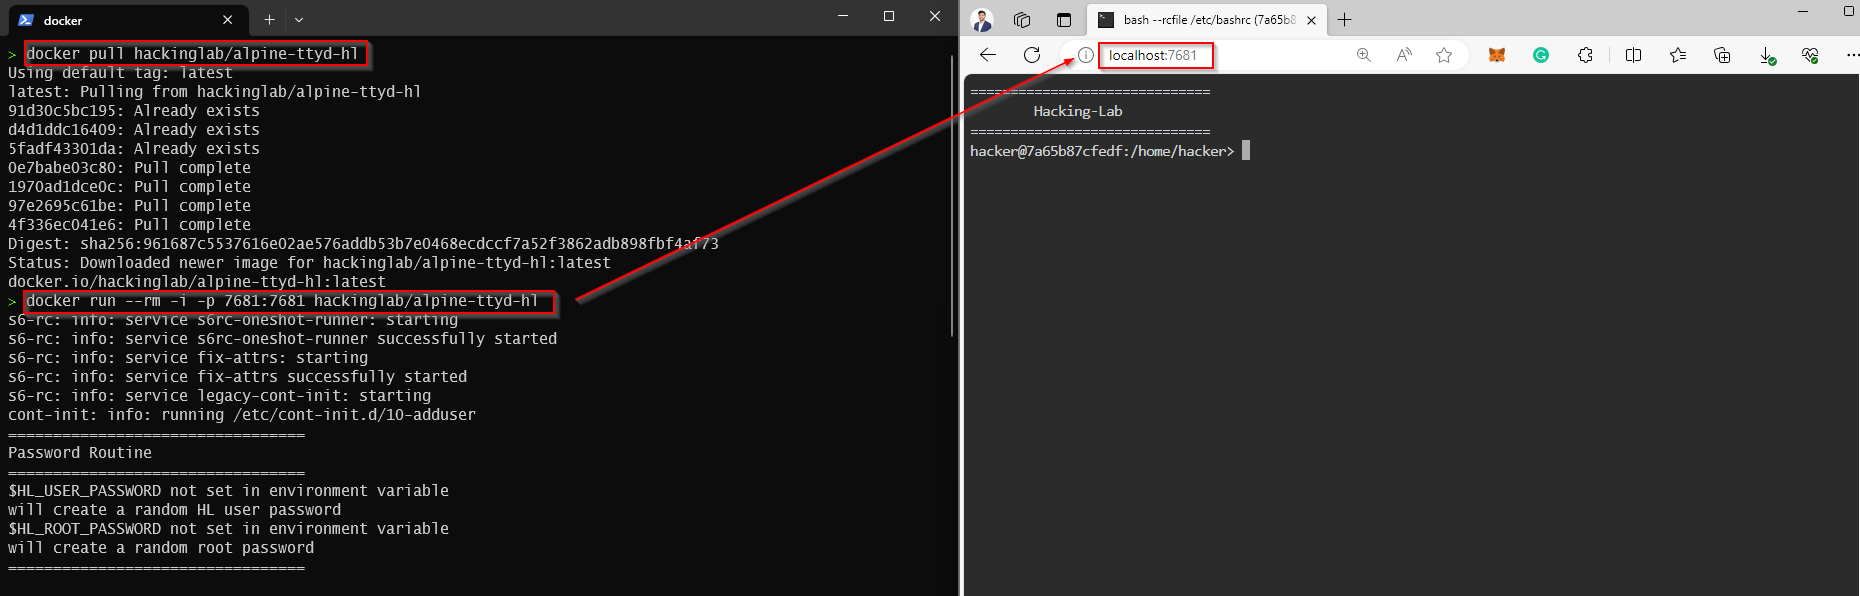 docker
> docker pull hackinglab/alpine-ttyd-hl
Using default tag: latest
latest: Pulling from hackinglab/alpine-ttyd-hl
91d30c5bc195: Already exists
d4d1ddc16409: Already exists
5fadf43301da: Already exists
0e7babe03c80: Pull complete
1970ad1dce0c: Pull complete
97e2695c61be: Pull complete
4f336ec041e6: Pull complete
Digest: sha256:961687c5537616e02ae576addb53b7e0468ecdccf7a52f3862adb898fbf4af73
Status: Downloaded newer image for hackinglab/alpine-ttyd-hl:latest
docker.io/hackinglab/alpine-ttyd-hl:latest
> docker run --rm -i -p 7681:7681 hackinglab/alpine-ttyd-hl
s6-rc: info: service s6rc-oneshot-runner: starting
s6-rc: info: service s6rc-oneshot-runner successfully started
s6-rc: info: service fix-attrs: starting
s6-rc: info: service fix-attrs successfully started
s6-rc: info: service legacy-cont-init: starting
cont-init: info: running /etc/cont-init.d/10-adduser
=================================
Password Routine
=================================
$HL_USER_PASSWORD not set in environment variable
will create a random HL user password
$HL_ROOT_PASSWORD not set in environment variable
will create a random root password
=================================
bash --rcfile /etc/bashrc (7a65b8
localhost:7681
==============================
Hacking-Lab
==============================
hacker@7a65b87cfedf:/home/hacker>